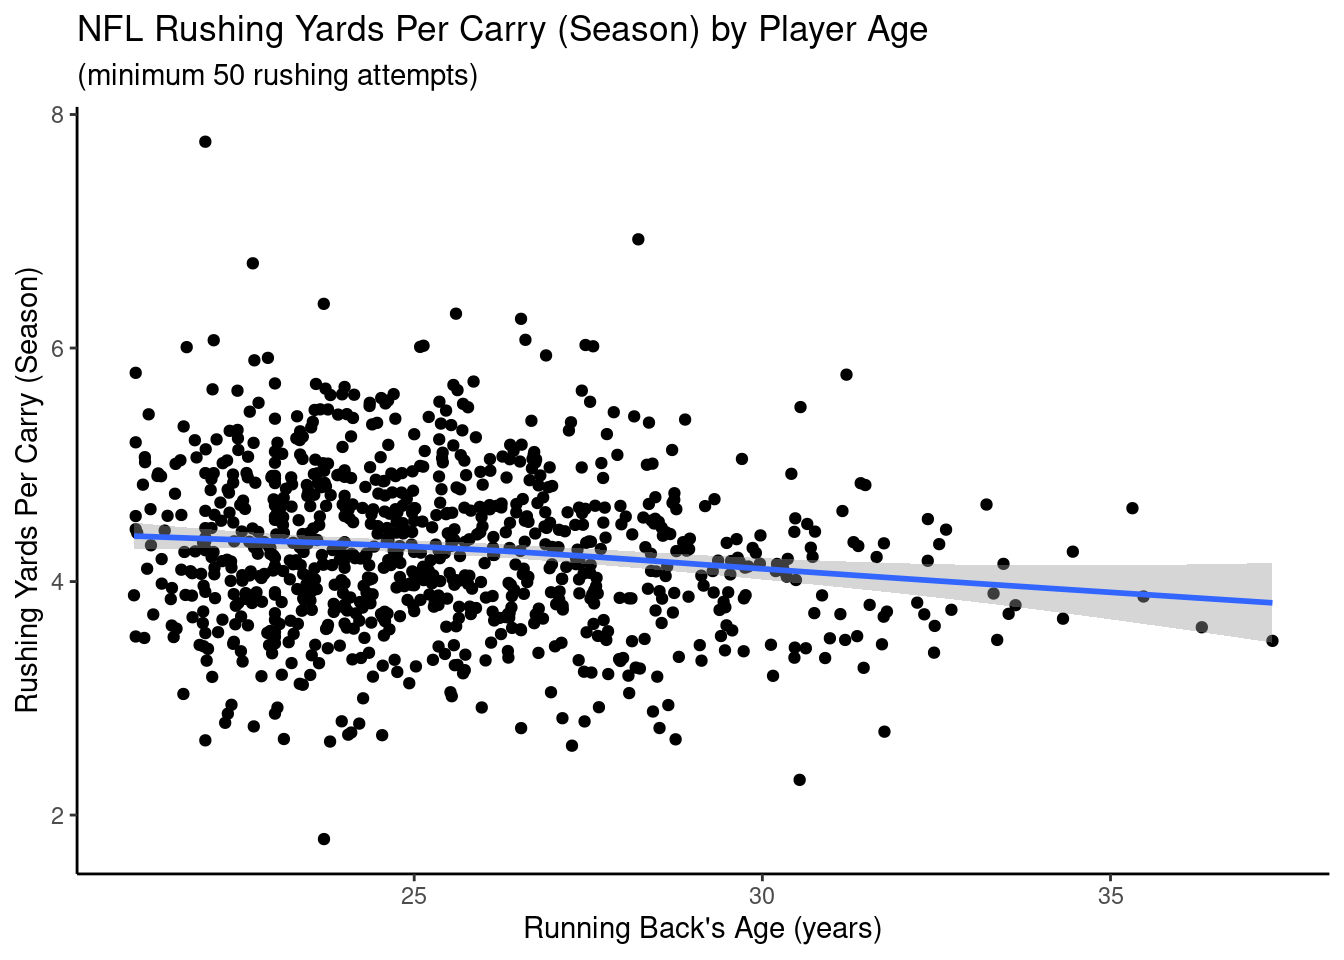 NFL Rushing Yards Per Carry (Season) by Player Age
(minimum 50 rushing attempts)
Rushing Yards Per Carry (Season)
8
6
4
2
25 30 35
Running Back's Age (years)